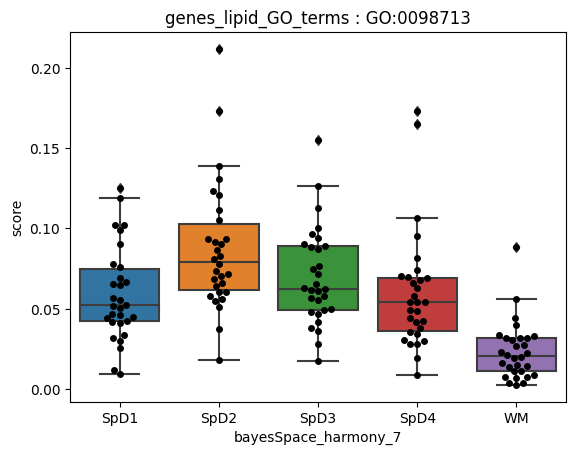 genes_lipid_GO_terms : GO:0098713
0.20
0.15
0.10
0.05
0.00
score
SpD1 SpD2 SpD3 SpD4 WM
bayesSpace_harmony_7